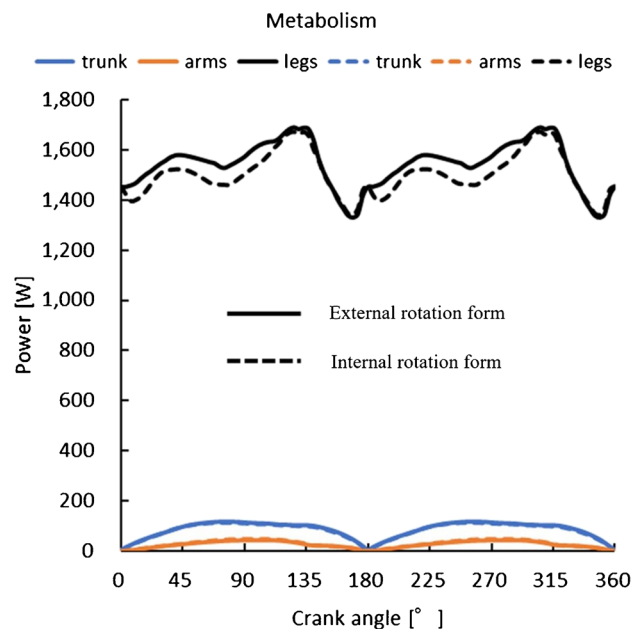 Metabolism
trunk arms legs trunk arms legs
1,800
1,600
1,400
1,200
1,000
800
600
400
200
0
Power [W]
External rotation form
Internal rotation form
0 45 90 135 180 225 270 315 360
Crank angle [° ]